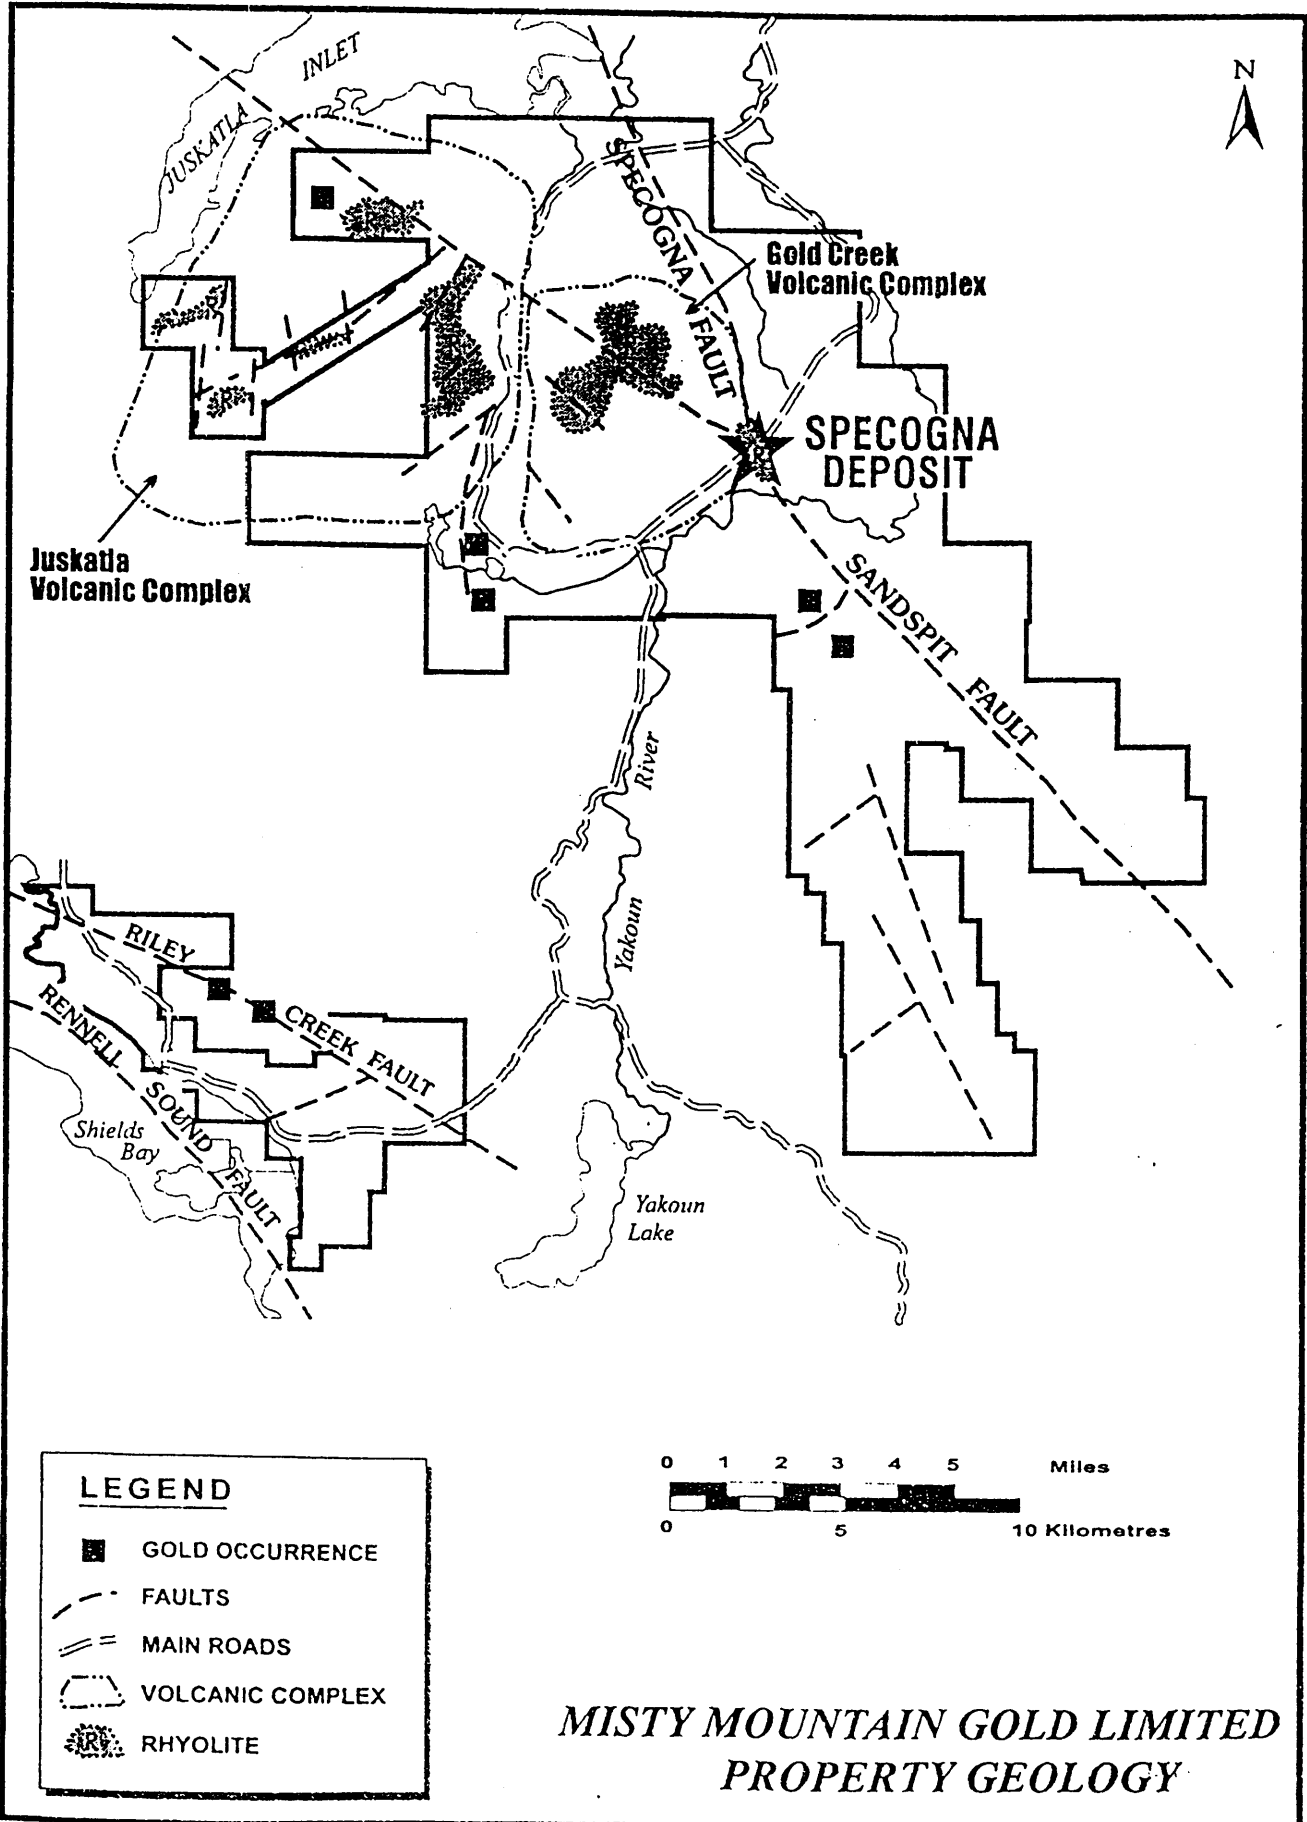 INLET
JUSKATLA
N
SPECOGNA FAULT
Gold Creek
Volcanic Complex
SPECOGNA
DEPOSIT
Juskatla
Volcanic Complex
SANDSPIT FAULT
Yakoun River
RILEY CREEK FAULT
RENNELL SOUND FAULT
Shields
Bay
Yakoun
Lake
LEGEND
GOLD OCCURRENCE
FAULTS
MAIN ROADS
VOLCANIC COMPLEX
R
RHYOLITE
0 1 2 3 4 5 Miles
0 5 10 Kilometres
MISTY MOUNTAIN GOLD LIMITED
PROPERTY GEOLOGY